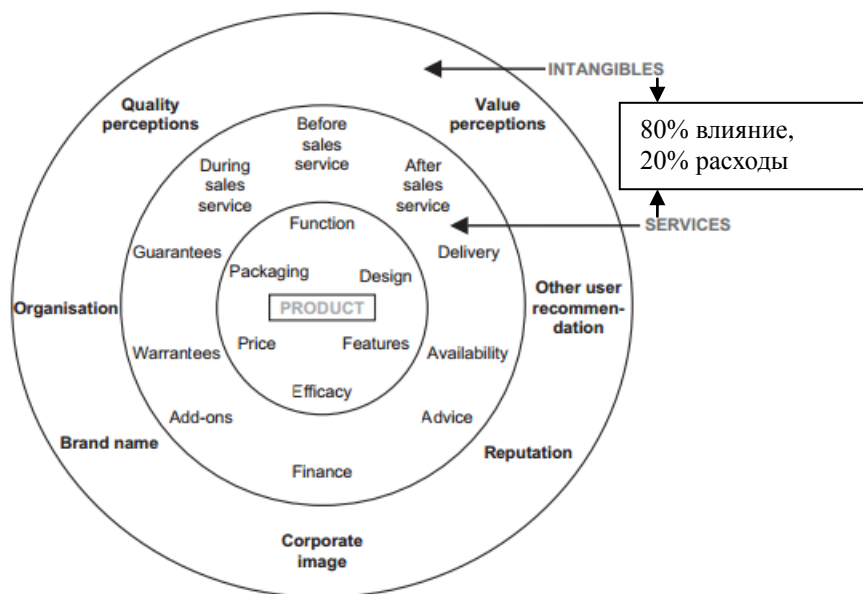 INTANGIBLES
Quality
perceptions
Value
perceptions
80% влияние,
20% расходы
Before
sales
service
During
sales
service
After
sales
service
SERVICES
Function
Guarantees
Delivery
Packaging
Design
Organisation
PRODUCT
Other user
recommen-
dation
Price
Features
Warrantees
Availability
Efficacy
Add-ons
Advice
Brand name
Reputation
Finance
Corporate
image